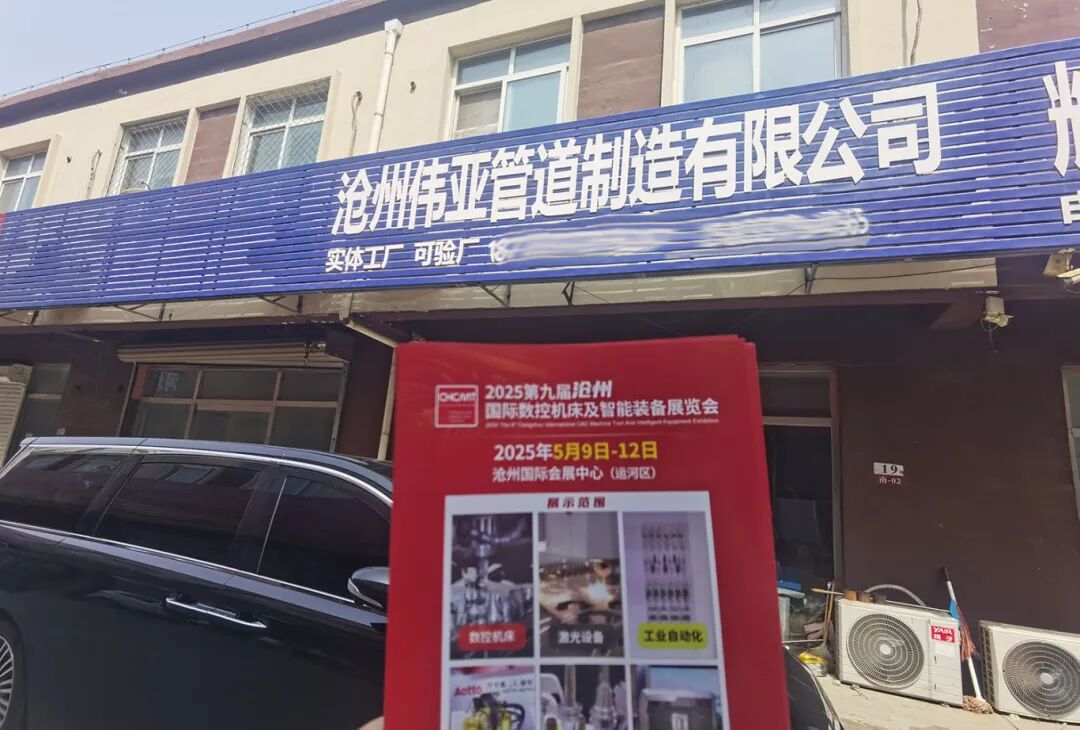 沧州伟亚管道制造有限公司
实体工厂 可验厂
2025第九届沧州
国际数控机床及智能装备展览会
2025年5月9日-12日
沧州国际会展中心（运河区）
展示范围
数控机床
激光设备
工业自动化
Aotto
19
南-02
YAIR